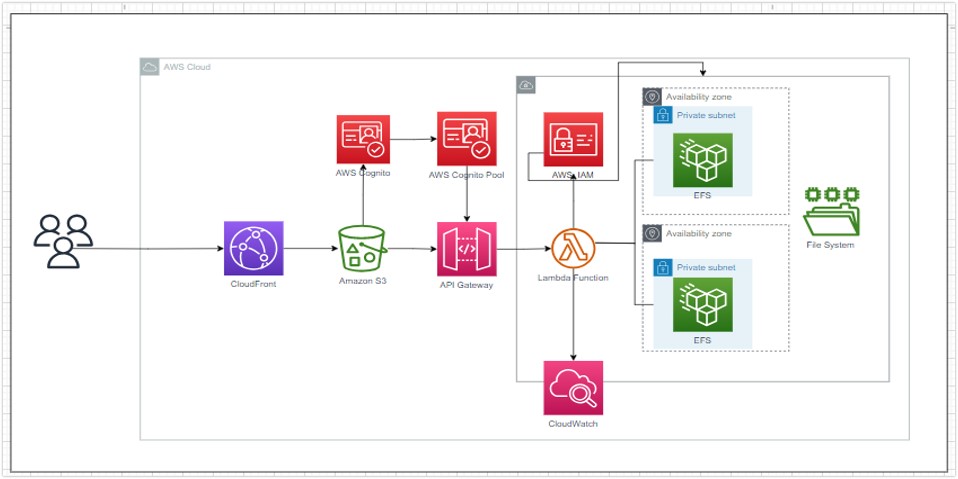 AWS Cloud
Availability zone
Private subnet
EFS
AWS Cognito
AWS Cognito Pool
AWS IAM
Availability zone
Private subnet
EFS
File System
CloudFront
Amazon S3
API Gateway
Lambda Function
CloudWatch